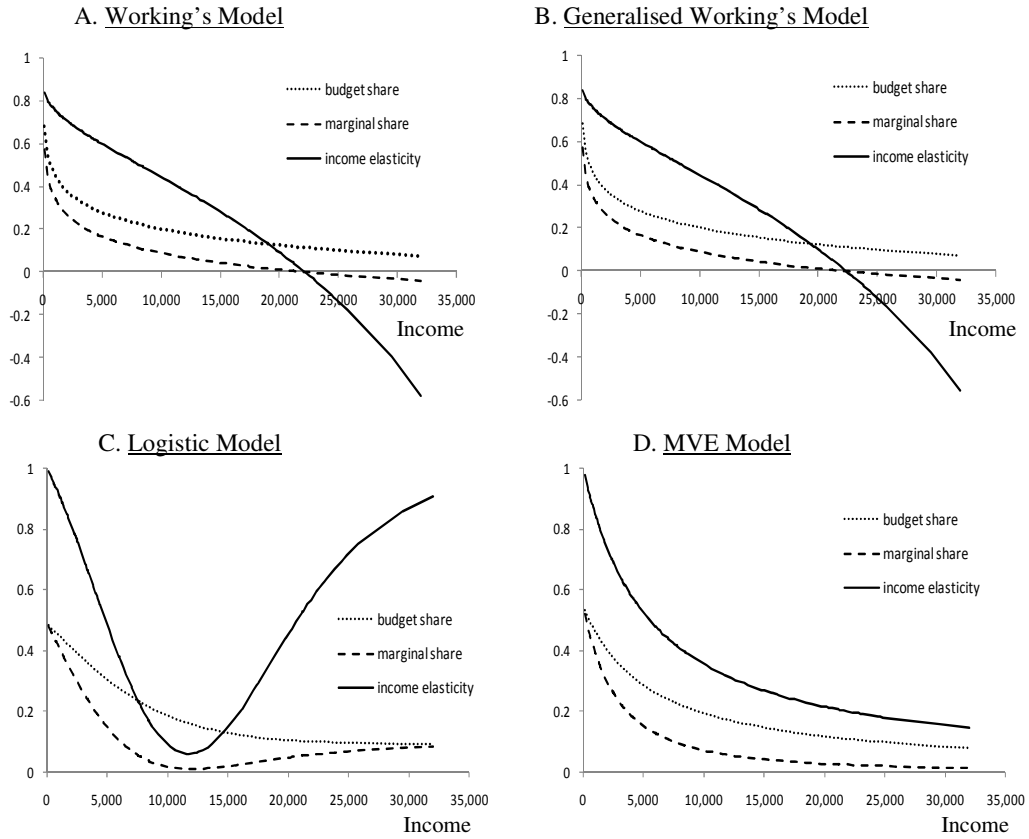 A. Working's Model
1
0.8
0.6
0.4
0.2
0
-0.2
-0.4
-0.6
budget share
marginal share
income elasticity
0 5,000 10,000 15,000 20,000 25,000 30,000 35,000
Income
B. Generalised Working's Model
1
0.8
0.6
0.4
0.2
0
-0.2
-0.4
-0.6
budget share
marginal share
income elasticity
0 5,000 10,000 15,000 20,000 25,000 30,000 35,000
Income
C. Logistic Model
1
0.8
0.6
0.4
0.2
0
budget share
marginal share
income elasticity
0 5,000 10,000 15,000 20,000 25,000 30,000 35,000
Income
D. MVE Model
1
0.8
0.6
0.4
0.2
0
budget share
marginal share
income elasticity
0 5,000 10,000 15,000 20,000 25,000 30,000 35,000
Income